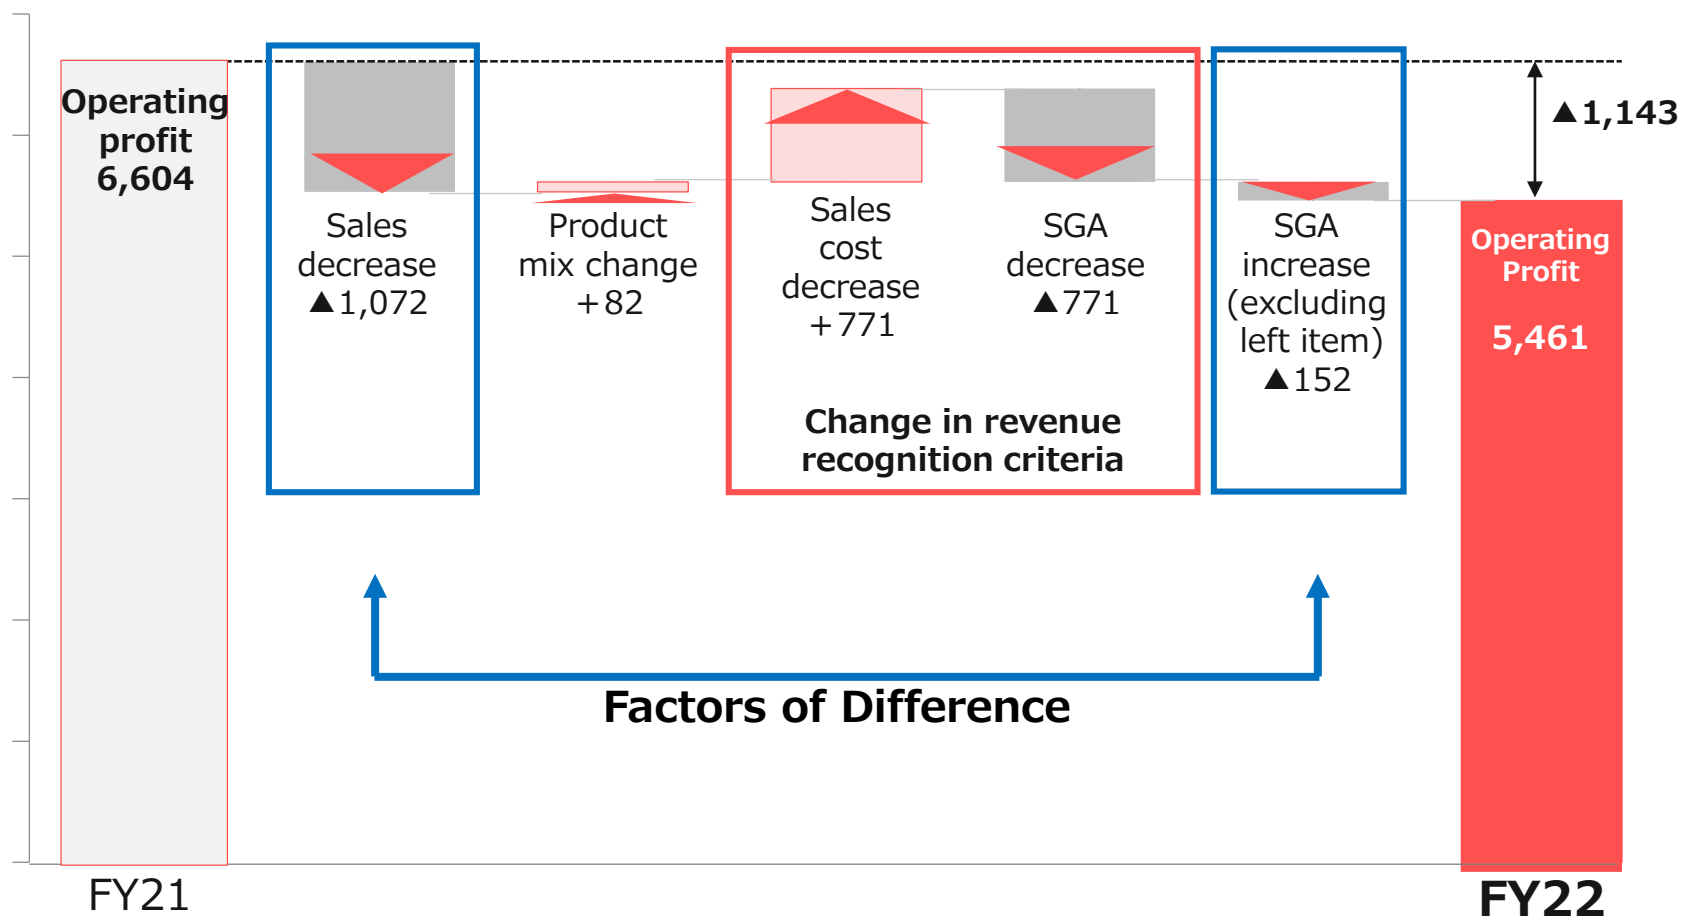 Operating
profit
6,604
Sales
decrease
▲1,072
Product
mix change
+82
Sales
cost
decrease
+771
SGA
decrease
▲771
Change in revenue
recognition criteria
SGA
increase
(excluding
left item)
▲152
▲1,143
Operating
Profit
5,461
Factors of Difference
FY21
FY22